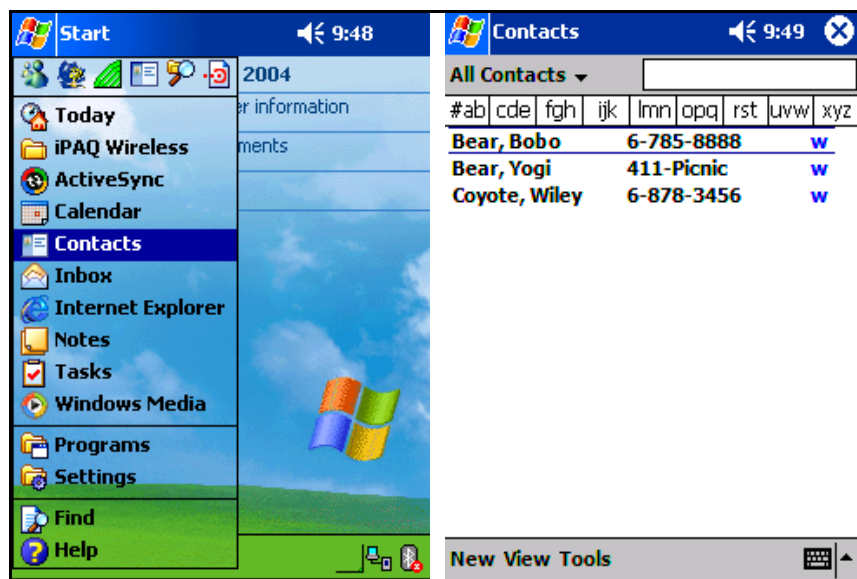 Start 9:48
2004
Today
er information
iPAQ Wireless
ments
ActiveSync
Calendar
Contacts
Inbox
Internet Explorer
Notes
Tasks
Windows Media
Programs
Settings
Find
Help
Contacts 9:49
All Contacts
#ab cde fgh ijk lmn opq rst uvw xyz
Bear, Bobo 6-785-8888 w
Bear, Yogi 411-Picnic w
Coyote, Wiley 6-878-3456 w
New View Tools